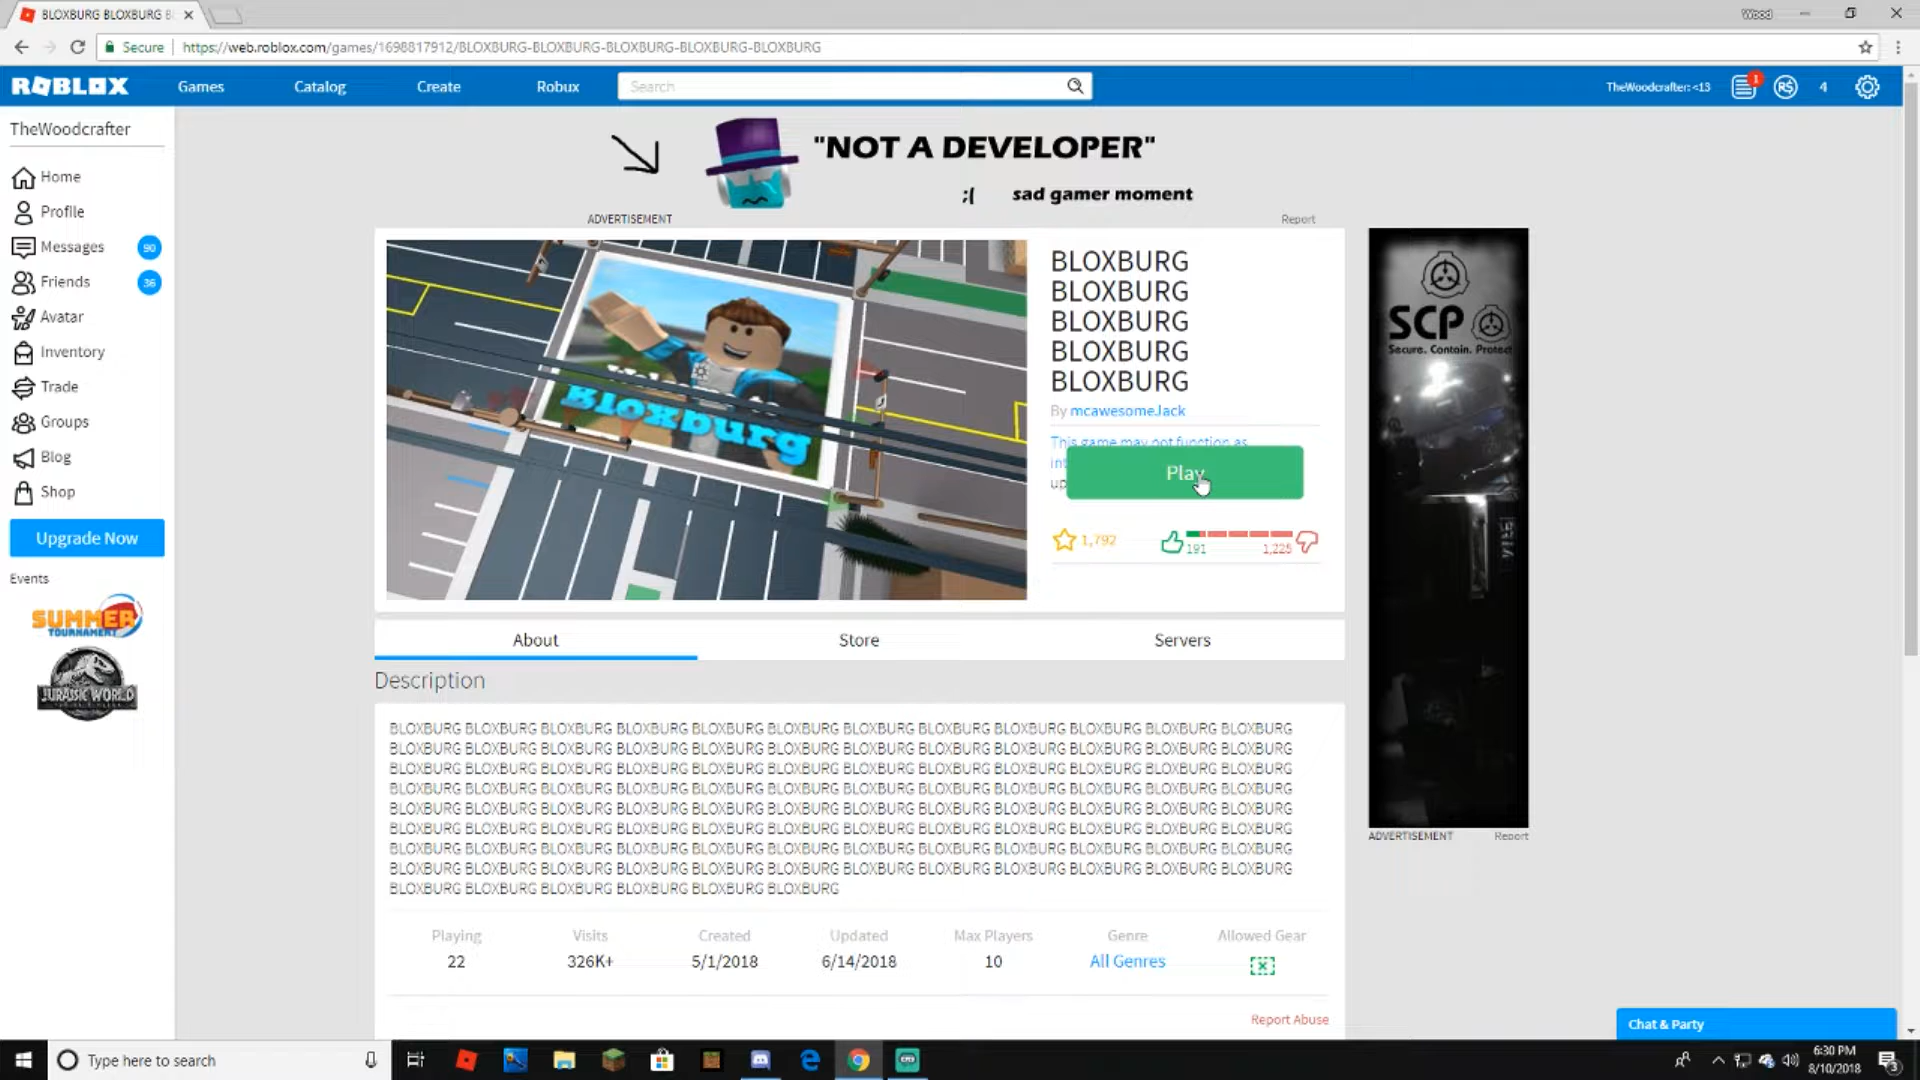 BLOXBURG BLOXBURG B
Wood
Secure
https://web.roblox.com/games/1698817912/BLOXBURG-BLOXBURG-BLOXBURG-BLOXBURG-BLOXBURG
ROBLOX
Games
Catalog
Create
Robux
Search
TheWoodcrafter: <13
1
R$
4
TheWoodcrafter
Home
Profile
Messages
90
Friends
36
Avatar
Inventory
Trade
Groups
Blog
Shop
Upgrade Now
Events
SUMMER
TOURNAMENT
JURASSIC WORLD
"NOT A DEVELOPER"
;( sad gamer moment
ADVERTISEMENT
Report
Bloxburg
BLOXBURG
BLOXBURG
BLOXBURG
BLOXBURG
BLOXBURG
By mcawesomeJack
This game may not function as
Play
1,792
191
1,225
SCP
Secure. Contain. Protect
ADVERTISEMENT
Report
About
Store
Servers
Description
BLOXBURG BLOXBURG BLOXBURG BLOXBURG BLOXBURG BLOXBURG BLOXBURG BLOXBURG BLOXBURG BLOXBURG BLOXBURG BLOXBURG
BLOXBURG BLOXBURG BLOXBURG BLOXBURG BLOXBURG BLOXBURG BLOXBURG BLOXBURG BLOXBURG BLOXBURG BLOXBURG BLOXBURG
BLOXBURG BLOXBURG BLOXBURG BLOXBURG BLOXBURG BLOXBURG BLOXBURG BLOXBURG BLOXBURG BLOXBURG BLOXBURG BLOXBURG
BLOXBURG BLOXBURG BLOXBURG BLOXBURG BLOXBURG BLOXBURG BLOXBURG BLOXBURG BLOXBURG BLOXBURG BLOXBURG BLOXBURG
BLOXBURG BLOXBURG BLOXBURG BLOXBURG BLOXBURG BLOXBURG BLOXBURG BLOXBURG BLOXBURG BLOXBURG BLOXBURG BLOXBURG
BLOXBURG BLOXBURG BLOXBURG BLOXBURG BLOXBURG BLOXBURG BLOXBURG BLOXBURG BLOXBURG BLOXBURG BLOXBURG BLOXBURG
BLOXBURG BLOXBURG BLOXBURG BLOXBURG BLOXBURG BLOXBURG BLOXBURG BLOXBURG BLOXBURG BLOXBURG BLOXBURG BLOXBURG
BLOXBURG BLOXBURG BLOXBURG BLOXBURG BLOXBURG BLOXBURG BLOXBURG BLOXBURG BLOXBURG BLOXBURG BLOXBURG BLOXBURG
BLOXBURG BLOXBURG BLOXBURG BLOXBURG BLOXBURG BLOXBURG
Playing
Visits
Created
Updated
Max Players
Genre
Allowed Gear
22
326K+
5/1/2018
6/14/2018
10
All Genres
Report Abuse
Chat & Party
Type here to search
6:30 PM
8/10/2018
3